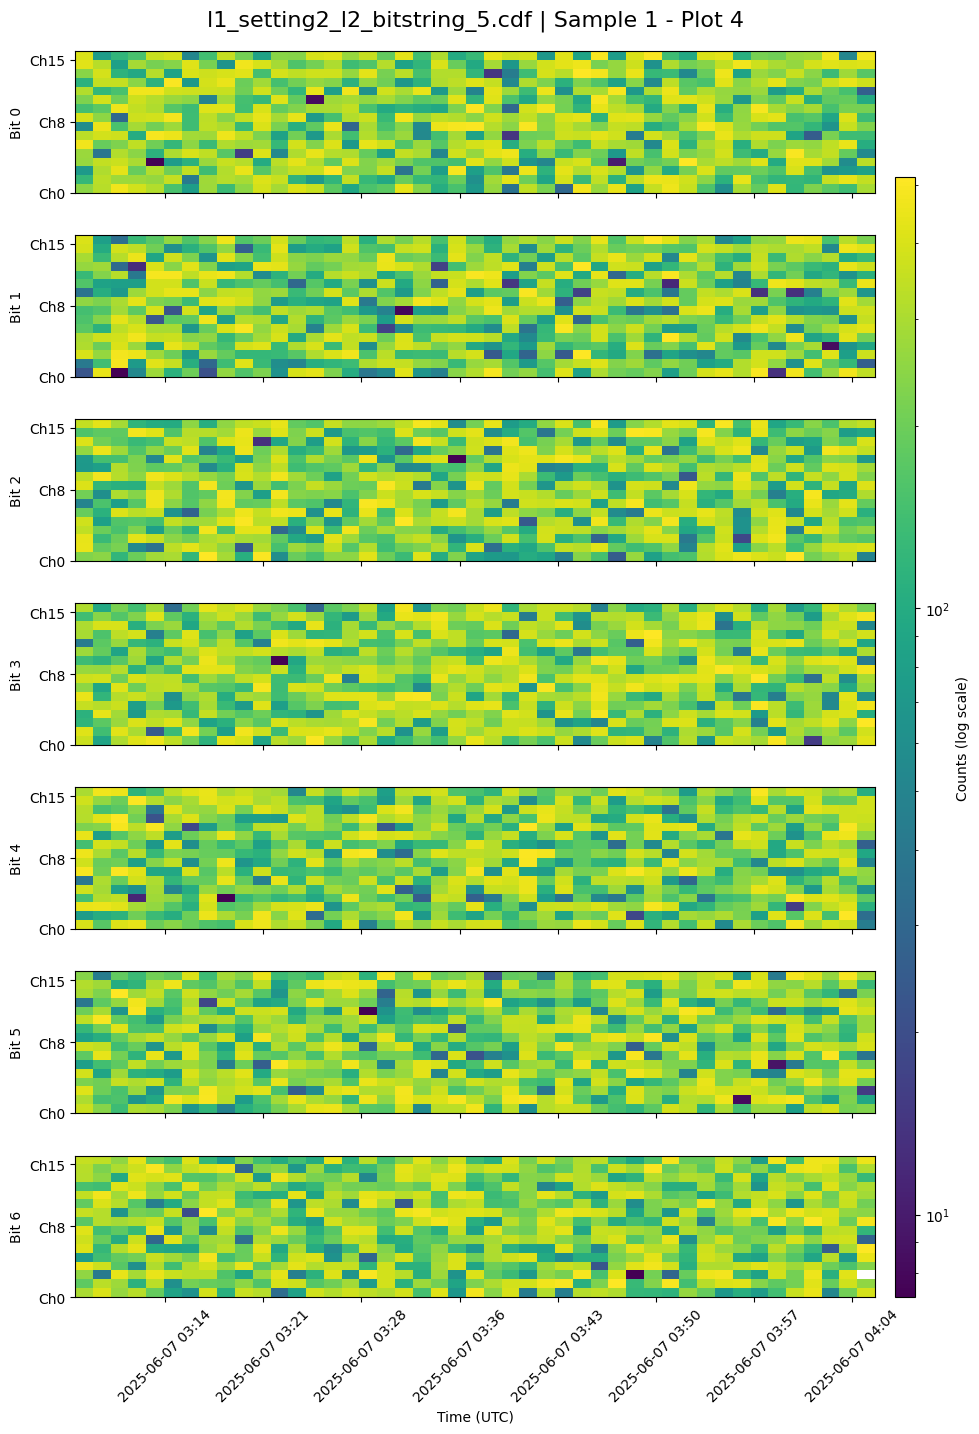 l1_setting2_l2_bitstring_5.cdf | Sample 1 - Plot 4
Bit 0
Ch15
Ch8
Ch0
Bit 1
Ch15
Ch8
Ch0
Bit 2
Ch15
Ch8
Ch0
Bit 3
Ch15
Ch8
Ch0
Bit 4
Ch15
Ch8
Ch0
Bit 5
Ch15
Ch8
Ch0
Bit 6
Ch15
Ch8
Ch0
2025-06-07 03:14
2025-06-07 03:21
2025-06-07 03:28
2025-06-07 03:36
2025-06-07 03:43
2025-06-07 03:50
2025-06-07 03:57
2025-06-07 04:04
Time (UTC)
10²
10¹
Counts (log scale)